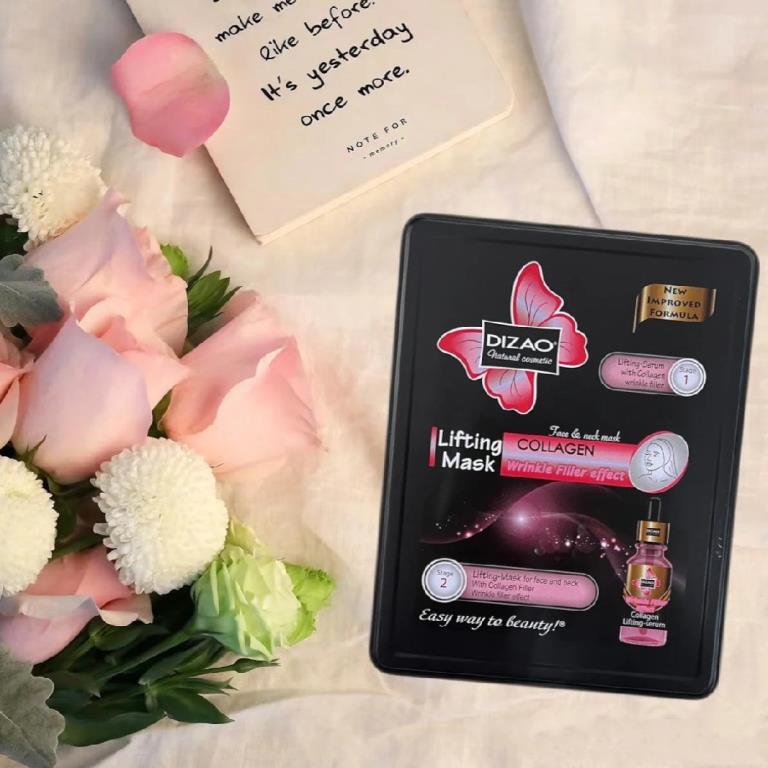 make me
like before.
It's yesterday
once more.
NOTE FOR
- memory -
NEW
IMPROVED
FORMULA
DIZAO®
Natural cosmetic
Lifting-Serum
with Collagen
wrinkle filler
Stage
1
Face & neck mask
Lifting
Mask
COLLAGEN
Wrinkle Filler effect
DIZAO
Stage
2
Lifting-Mask for face and neck
With Collagen Filler
Wrinkle filler effect
Easy way to beauty!®
Collagen
Lifting-serum